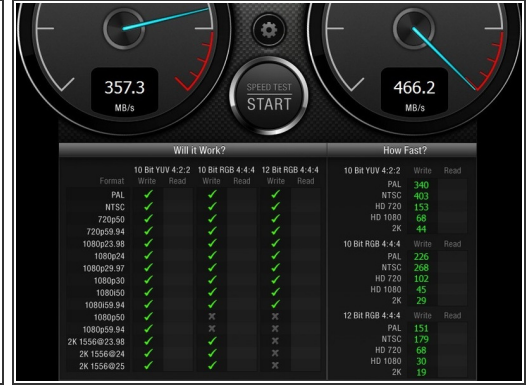 357.3
MB/s
SPEED TEST
START
466.2
MB/s
Will it Work?
10 Bit YUV 4:2:2 10 Bit RGB 4:4:4 12 Bit RGB 4:4:4
Format Write Read Write Read Write Read
PAL
NTSC
720p50
720p59.94
1080p23.98
1080p24
1080p29.97
1080p30
1080i50
1080i59.94
1080p50
1080p59.94
2K 1556@23.98
2K 1556@24
2K 1556@25
How Fast?
10 Bit YUV 4:2:2 Write Read
PAL 340
NTSC 403
HD 720 153
HD 1080 68
2K 44
10 Bit RGB 4:4:4 Write Read
PAL 226
NTSC 268
HD 720 102
HD 1080 45
2K 29
12 Bit RGB 4:4:4 Write Read
PAL 151
NTSC 179
HD 720 68
HD 1080 30
2K 19